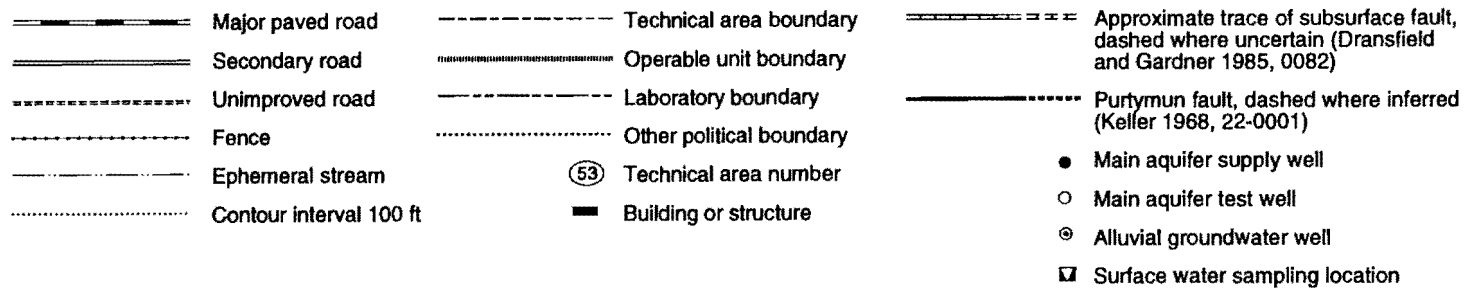 Major paved road
Secondary road
Unimproved road
Fence
Ephemeral stream
Contour interval 100 ft
Technical area boundary
Operable unit boundary
Laboratory boundary
Other political boundary
53 Technical area number
Building or structure
Approximate trace of subsurface fault,
dashed where uncertain (Dransfield
and Gardner 1985, 0082)
Purtymun fault, dashed where inferred
(Keller 1968, 22-0001)
Main aquifer supply well
Main aquifer test well
Alluvial groundwater well
Surface water sampling location